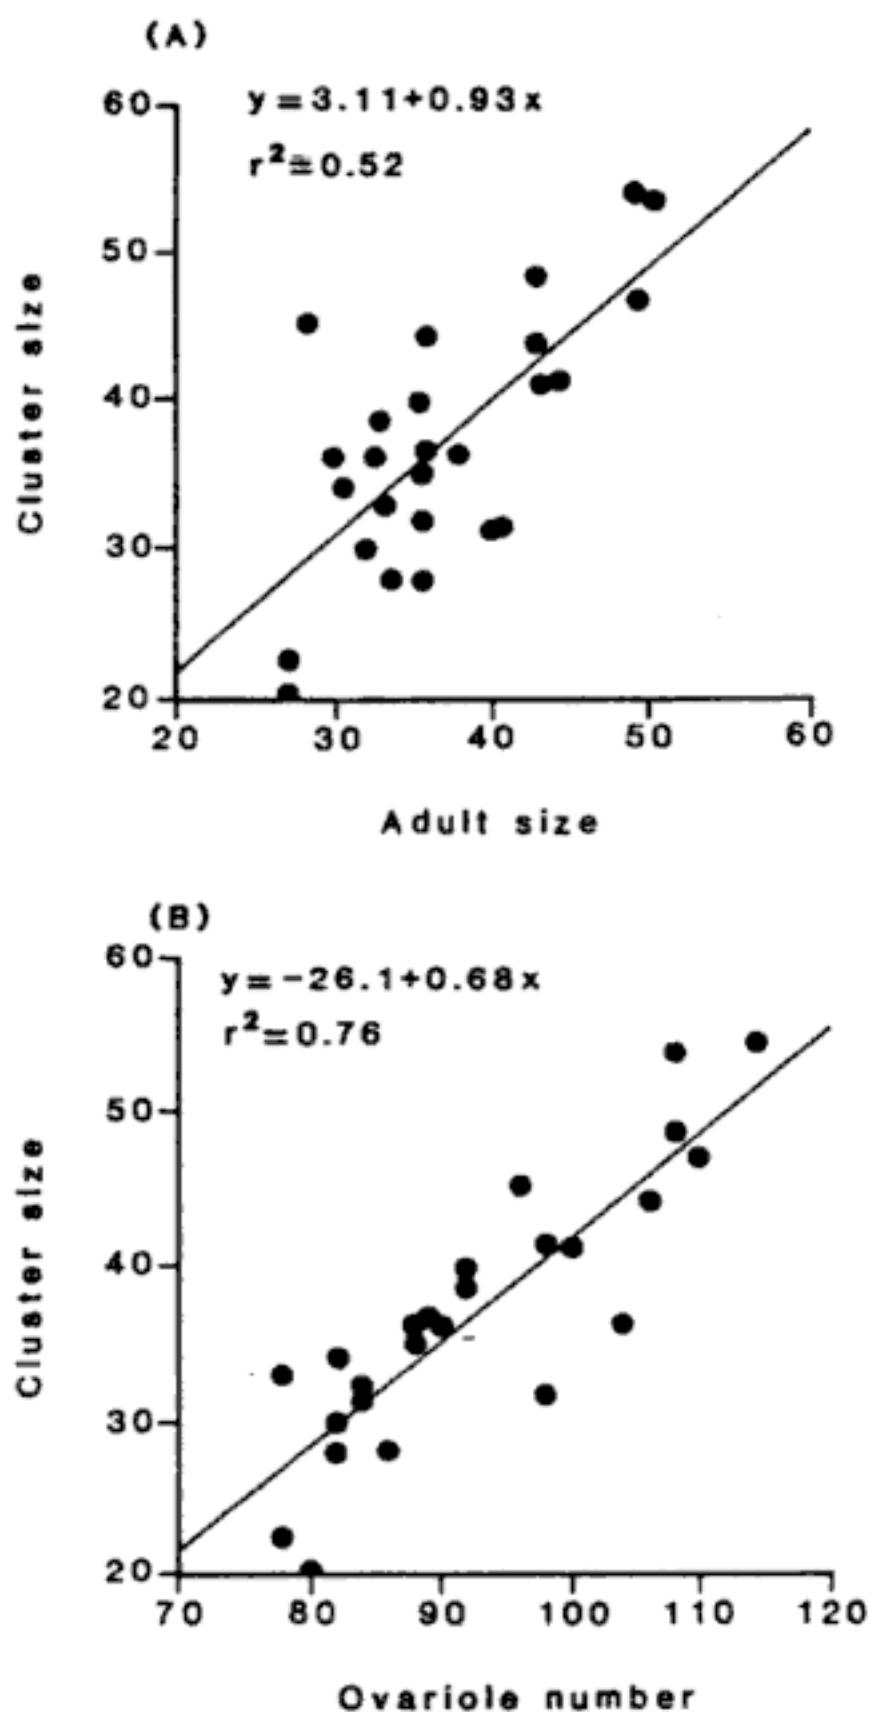 (A)
60
y=3.11+0.93x
r²≅0.52
50
Cluster size
40
30
20
20 30 40 50 60
Adult size
(B)
60
y=-26.1+0.68x
r²=0.76
50
Cluster size
40
30
20
70 80 90 100 110 120
Ovariole number